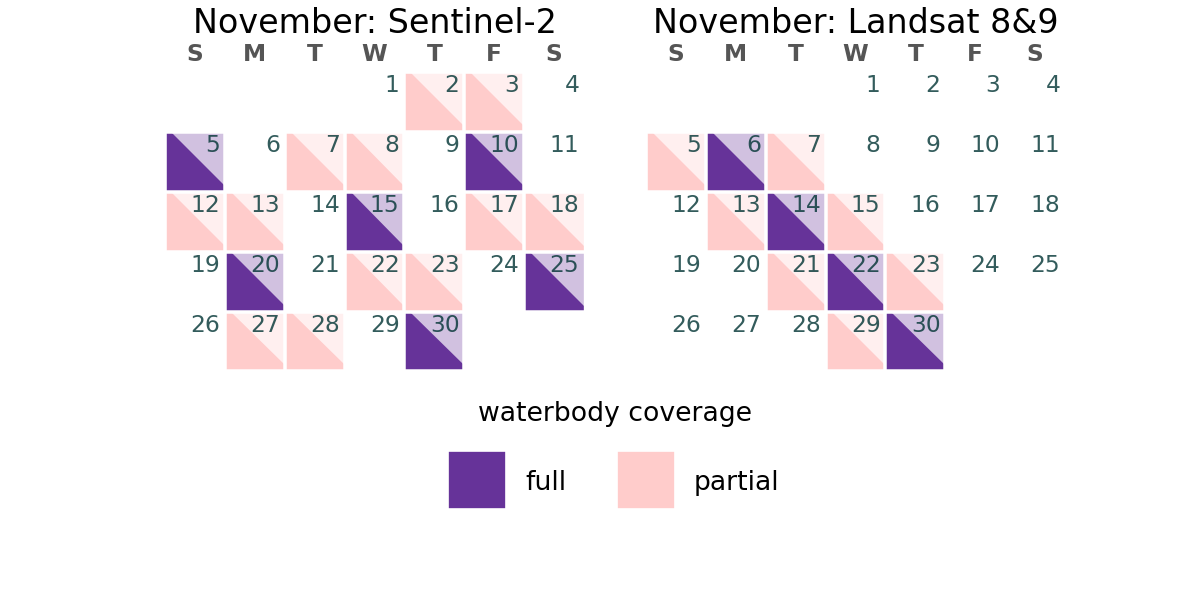 November: Sentinel-2
S M T W T F S
1 2 3 4
5 6 7 8 9 10 11
12 13 14 15 16 17 18
19 20 21 22 23 24 25
26 27 28 29 30
November: Landsat 8&9
S M T W T F S
1 2 3 4
5 6 7 8 9 10 11
12 13 14 15 16 17 18
19 20 21 22 23 24 25
26 27 28 29 30
waterbody coverage
full partial